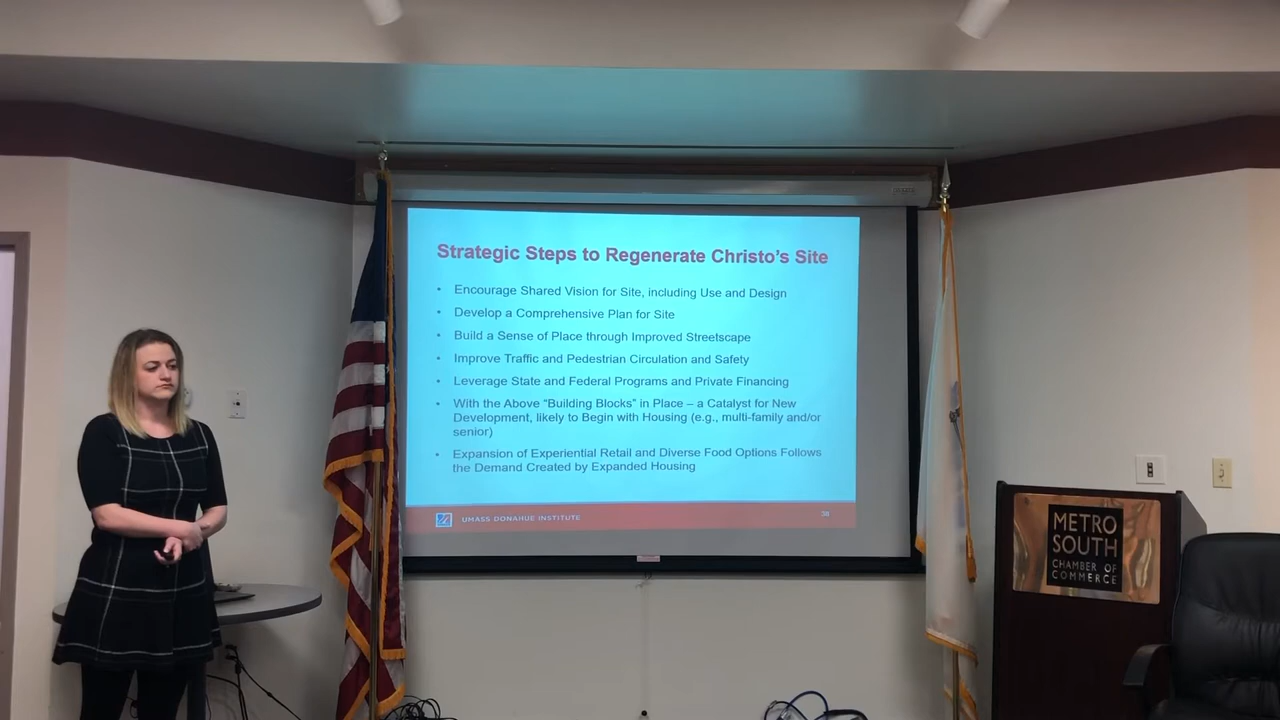 Strategic Steps to Regenerate Christo's Site
• Encourage Shared Vision for Site, including Use and Design
• Develop a Comprehensive Plan for Site
• Build a Sense of Place through Improved Streetscape
• Improve Traffic and Pedestrian Circulation and Safety
• Leverage State and Federal Programs and Private Financing
• With the Above "Building Blocks" in Place – a Catalyst for New
Development, likely to Begin with Housing (e.g., multi-family and/or
senior)
• Expansion of Experiential Retail and Diverse Food Options Follows
the Demand Created by Expanded Housing
UMASS DONAHUE INSTITUTE
38
METRO
SOUTH
CHAMBER OF
COMMERCE